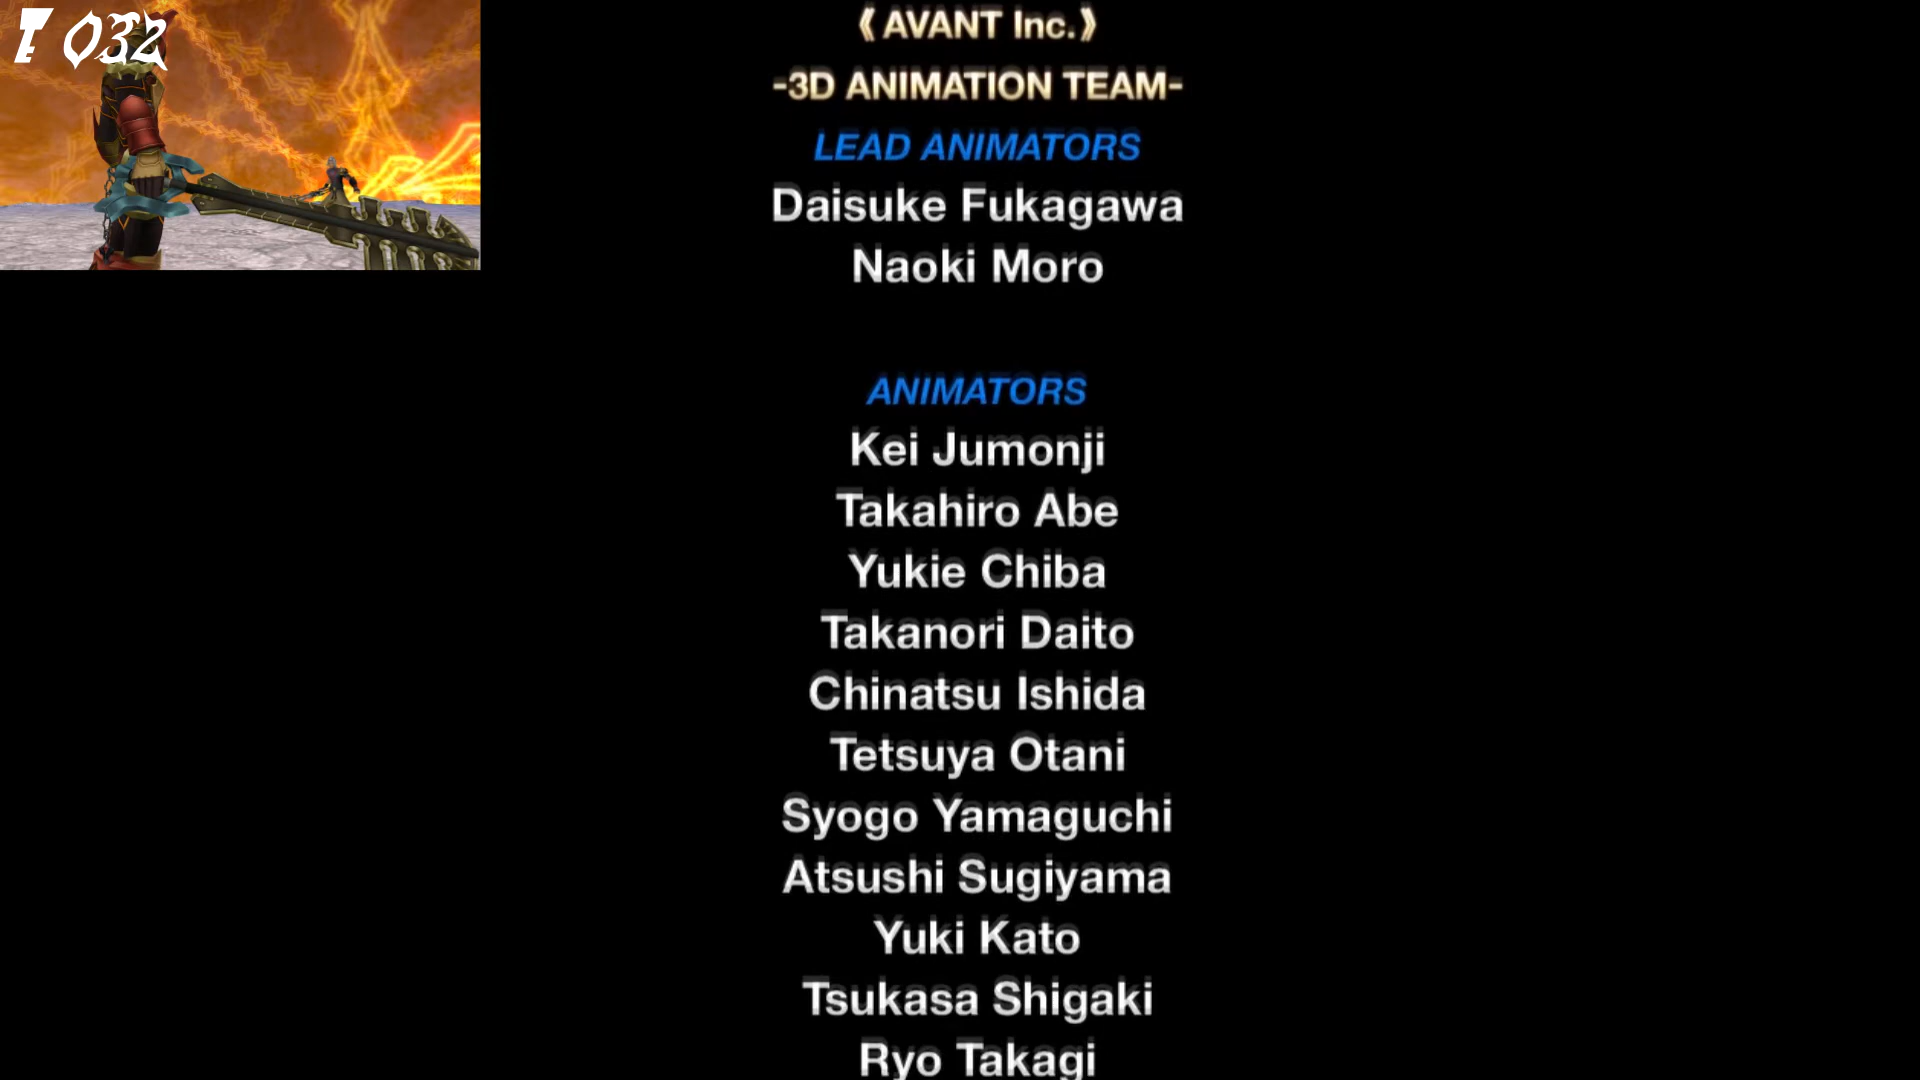 T 032
《 AVANT Inc.》
-3D ANIMATION TEAM-
LEAD ANIMATORS
Daisuke Fukagawa
Naoki Moro
ANIMATORS
Kei Jumonji
Takahiro Abe
Yukie Chiba
Takanori Daito
Chinatsu Ishida
Tetsuya Otani
Syogo Yamaguchi
Atsushi Sugiyama
Yuki Kato
Tsukasa Shigaki
Ryo Takagi